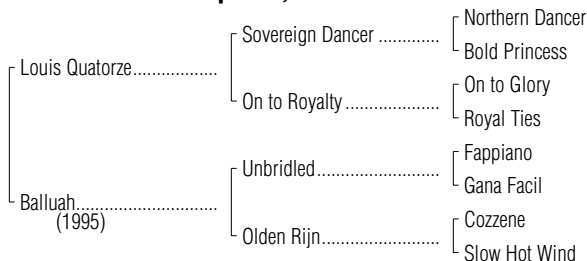 Northern Dancer
Sovereign Dancer .............
Bold Princess
Louis Quatorze..................
On to Glory
On to Royalty ....................
Royal Ties
Fappiano
Unbridled..........................
Gana Facil
Balluah..............................
(1995)
Cozzene
Olden Rijn.........................
Slow Hot Wind